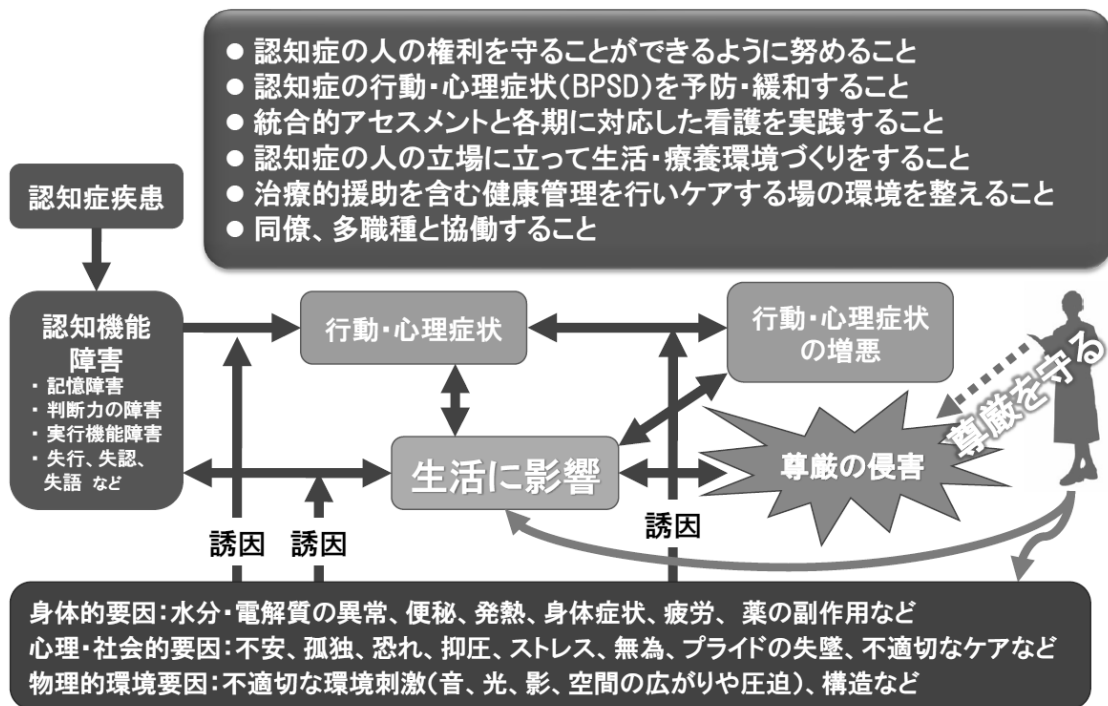 ● 認知症の人の権利を守ることができるように努めること
● 認知症の行動・心理症状(BPSD)を予防・緩和すること
● 統合的アセスメントと各期に対応した看護を実践すること
● 認知症の人の立場に立って生活・療養環境づくりをすること
● 治療的援助を含む健康管理を行いケアする場の環境を整えること
● 同僚、多職種と協働すること
認知症疾患
認知機能
障害
・ 記憶障害
・ 判断力の障害
・ 実行機能障害
・ 失行、失認、
失語 など
行動・心理症状
行動・心理症状
の増悪
生活に影響
尊厳の侵害
尊厳を守る
誘因
誘因
誘因
身体的要因：水分・電解質の異常、便秘、発熱、身体症状、疲労、 薬の副作用など
心理・社会的要因：不安、孤独、恐れ、抑圧、ストレス、無為、プライドの失墜、不適切なケアなど
物理的環境要因：不適切な環境刺激(音、光、影、空間の広がりや圧迫)、構造など